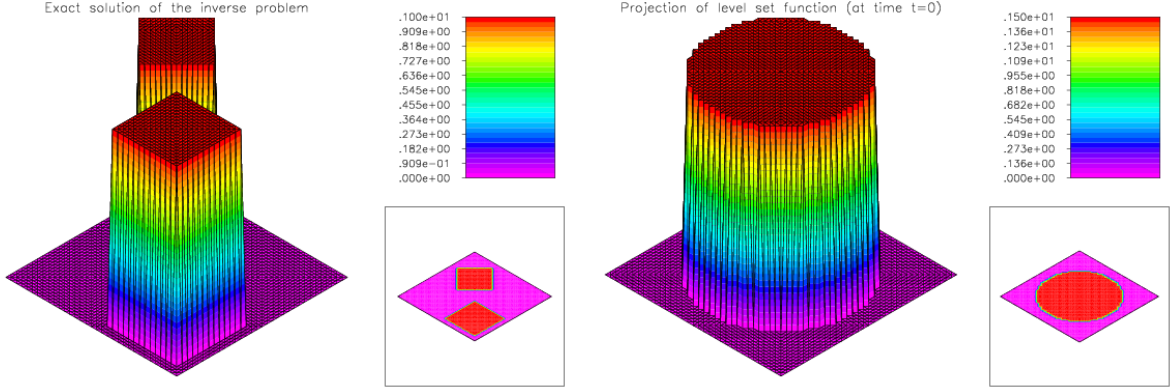 Exact solution of the inverse problem
.100e+01
.909e+00
.818e+00
.727e+00
.636e+00
.545e+00
.455e+00
.364e+00
.273e+00
.182e+00
.909e-01
.000e+00
Projection of level set function (at time t=0)
.150e+01
.136e+01
.123e+01
.109e+01
.955e+00
.818e+00
.682e+00
.545e+00
.409e+00
.273e+00
.136e+00
.000e+00